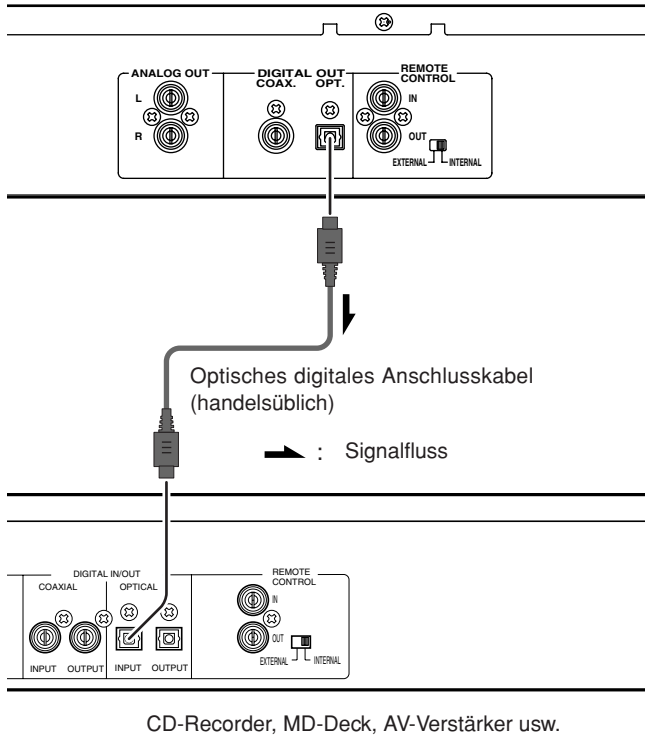 ANALOG OUT
L
R
DIGITAL OUT
COAX. OPT.
REMOTE
CONTROL
IN
OUT
EXTERNAL INTERNAL
Optisches digitales Anschlusskabel
(handelsüblich)
: Signalfluss
DIGITAL IN/OUT
COAXIAL OPTICAL
INPUT OUTPUT INPUT OUTPUT
REMOTE
CONTROL
IN
OUT
EXTERNAL INTERNAL
CD-Recorder, MD-Deck, AV-Verstärker usw.